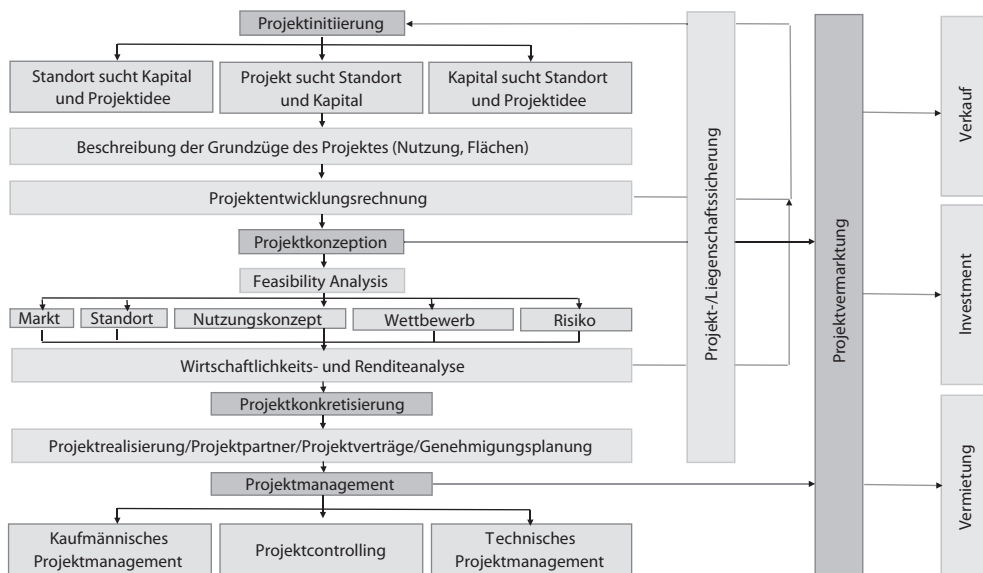 Projektinitiierung
Standort sucht Kapital
und Projektidee
Projekt sucht Standort
und Kapital
Kapital sucht Standort
und Projektidee
Beschreibung der Grundzüge des Projektes (Nutzung, Flächen)
Projektentwicklungsrechnung
Projektkonzeption
Feasibility Analysis
Markt
Standort
Nutzungskonzept
Wettbewerb
Risiko
Wirtschaftlichkeits- und Renditeanalyse
Projektkonkretisierung
Projektrealisierung/Projektpartner/Projektverträge/Genehmigungsplanung
Projektmanagement
Kaufmännisches
Projektmanagement
Projektcontrolling
Technisches
Projektmanagement
Projekt-/Liegenschaftssicherung
Projektvermarktung
Verkauf
Investment
Vermietung